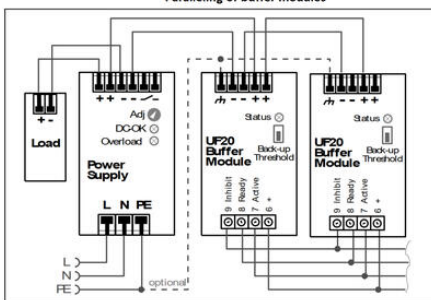 Paralleling of buffer modules
+ -
Load
+ + - - -
Adj
DC-OK
Overload
Power
Supply
L N PE
L
N
PE
optional
- - + +
Status
UF20
Buffer
Module
Back-up
Threshold
9 Inhibit
8 Ready
7 Active
6 +
- - + +
Status
UF20
Buffer
Module
Back-up
Threshold
9 Inhibit
8 Ready
7 Active
6 +